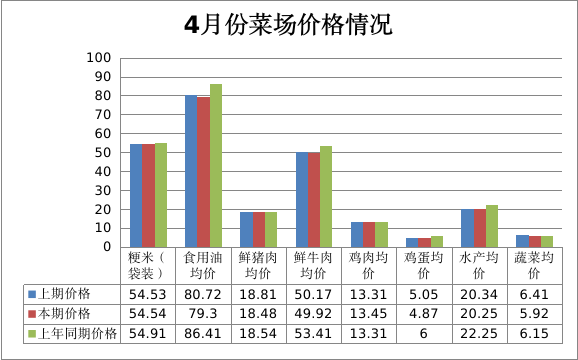 4月份菜场价格情况
100
90
80
70
60
50
40
30
20
10
0
粳米（袋装） 食用油均价 鲜猪肉均价 鲜牛肉均价 鸡肉均价 鸡蛋均价 水产均价 蔬菜均价
上期价格 54.53 80.72 18.81 50.17 13.31 5.05 20.34 6.41
本期价格 54.54 79.3 18.48 49.92 13.45 4.87 20.25 5.92
上年同期价格 54.91 86.41 18.54 53.41 13.31 6 22.25 6.15